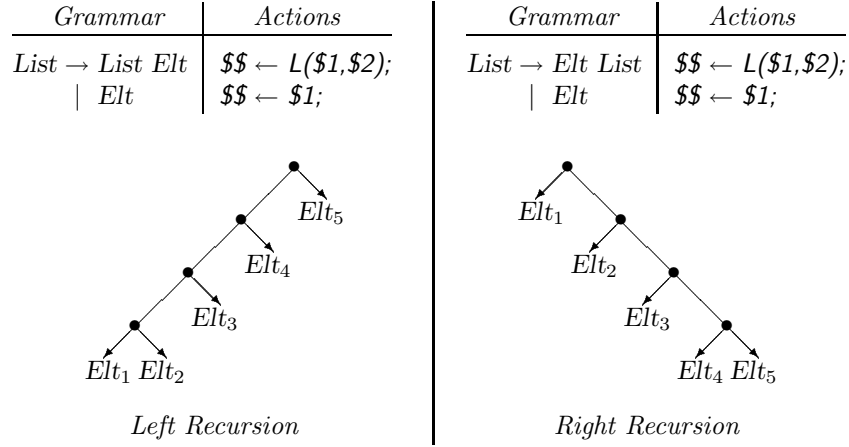 Grammar Actions
List → List Elt $$ ← L($1,$2);
| Elt $$ ← $1;
Elt₅
Elt₄
Elt₃
Elt₁ Elt₂
Left Recursion
Grammar Actions
List → Elt List $$ ← L($1,$2);
| Elt $$ ← $1;
Elt₁
Elt₂
Elt₃
Elt₄ Elt₅
Right Recursion